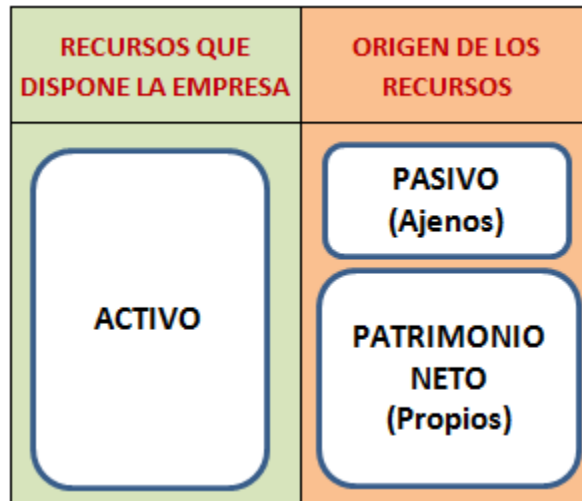 RECURSOS QUE
DISPONE LA EMPRESA
ORIGEN DE LOS
RECURSOS
ACTIVO
PASIVO
(Ajenos)
PATRIMONIO
NETO
(Propios)